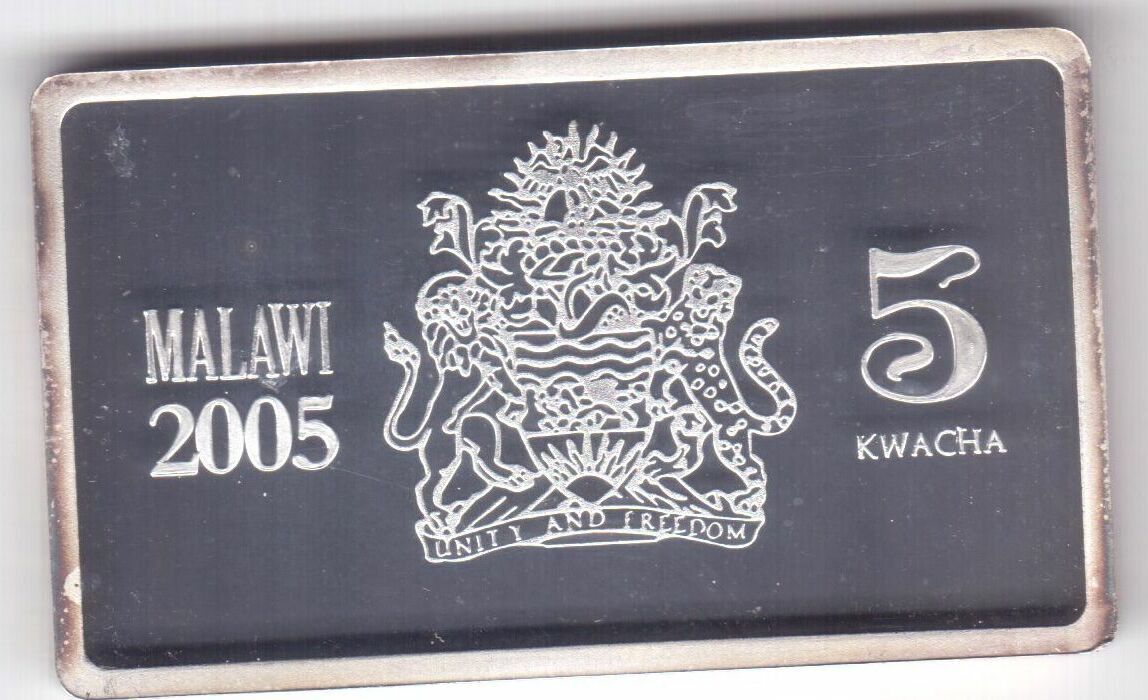 MALAWI
2005
5
KWACHA
UNITY AND FREEDOM